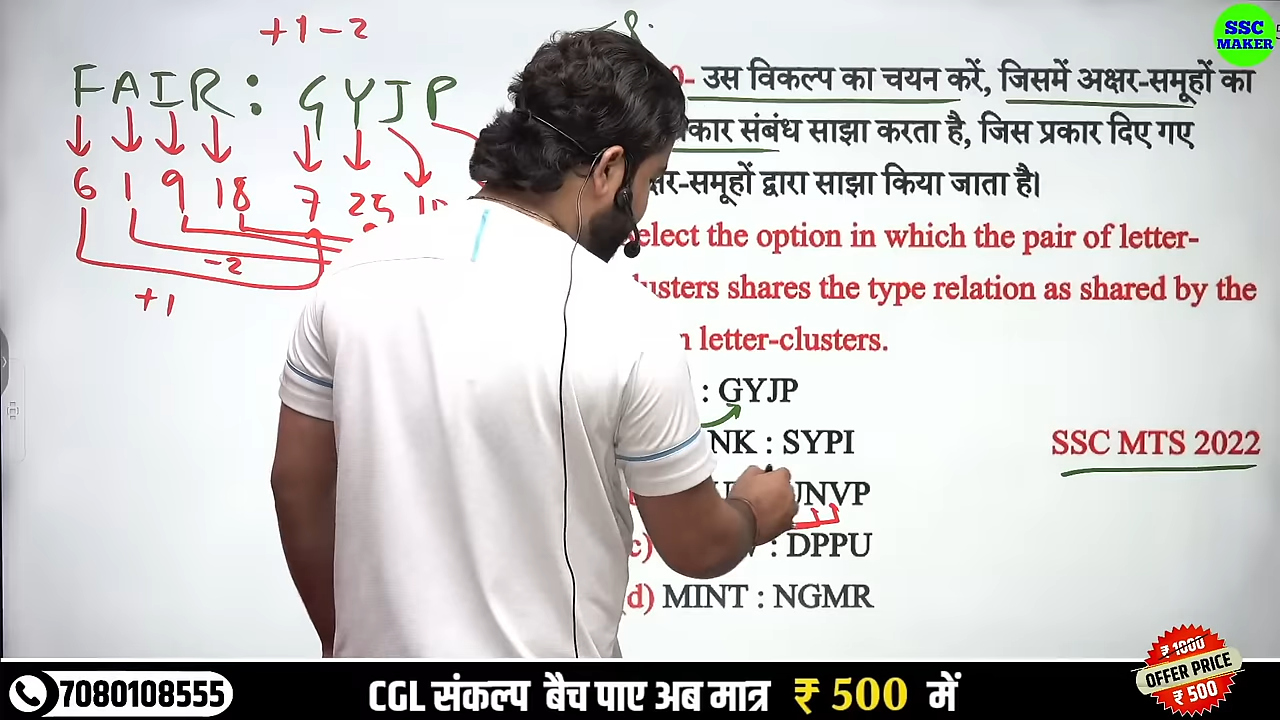 +1-2
FAIR : GYJP
6 1 9 18 7 25
-2
+1
SSC
MAKER
उस विकल्प का चयन करें, जिसमें अक्षर-समूहों का
संबंध साझा करता है, जिस प्रकार दिए गए
द्वारा साझा किया जाता है।
the option in which the pair of letter-
shares the type relation as shared by the
letter-clusters.
: GYJP
NK : SYPI
SSC MTS 2022
UNVP
(c) : DPPU
(d) MINT : NGMR
7080108555 CGL संकल्प बैच पाए अब मात्र ₹ 500 में
₹ 1000
OFFER PRICE
₹ 500